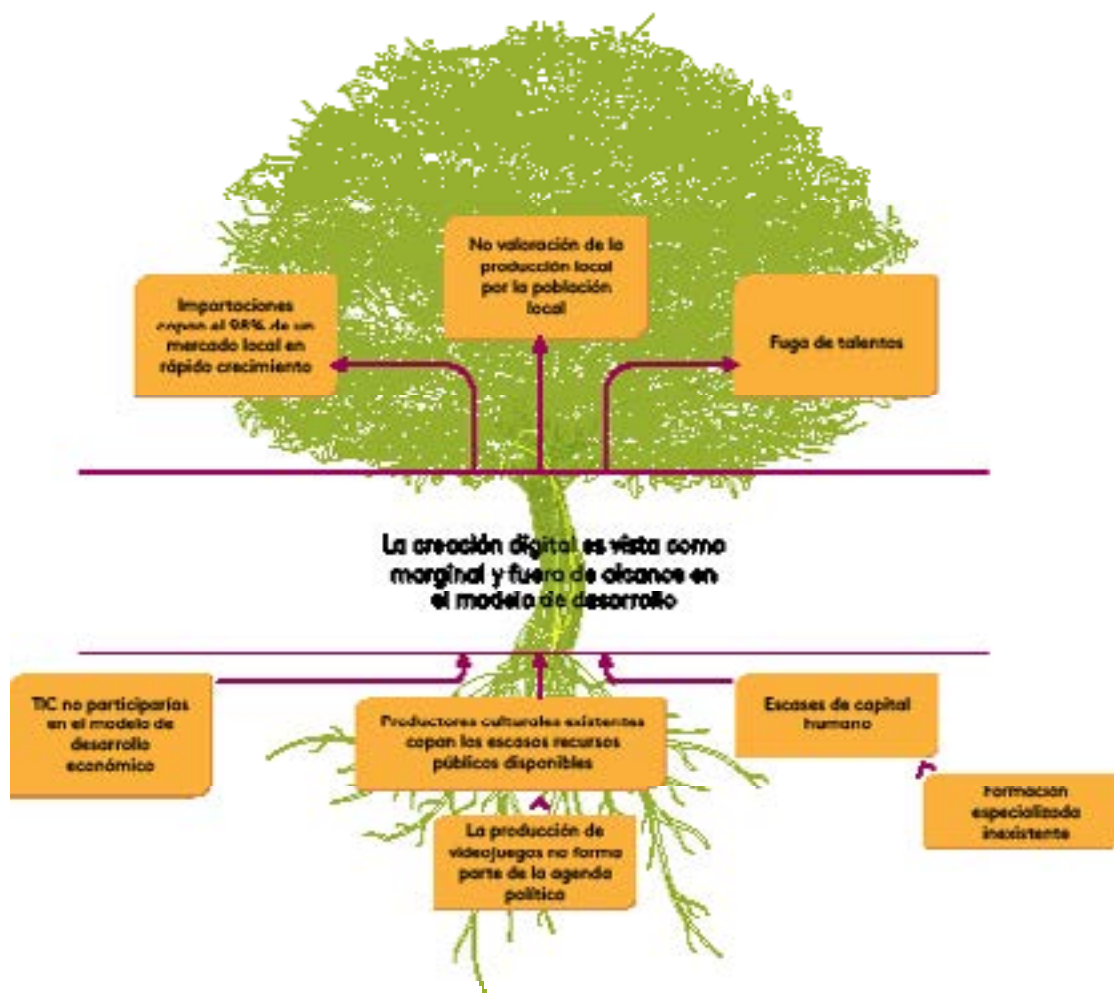 No valoración de la
producción local
por la población
local
Importaciones
copan el 98% de un
mercado local en
rápido crecimiento
Fuga de talentos
La creación digital es vista como
marginal y fuera de alcance en
el modelo de desarrollo
TIC no participarías
en el modelo de
desarrollo
económico
Productores culturales existentes
copan los escasos recursos
públicos disponibles
Escases de capital
humano
Formación
especializada
inexistente
La producción de
videojuegos no forma
parte de la agenda
política